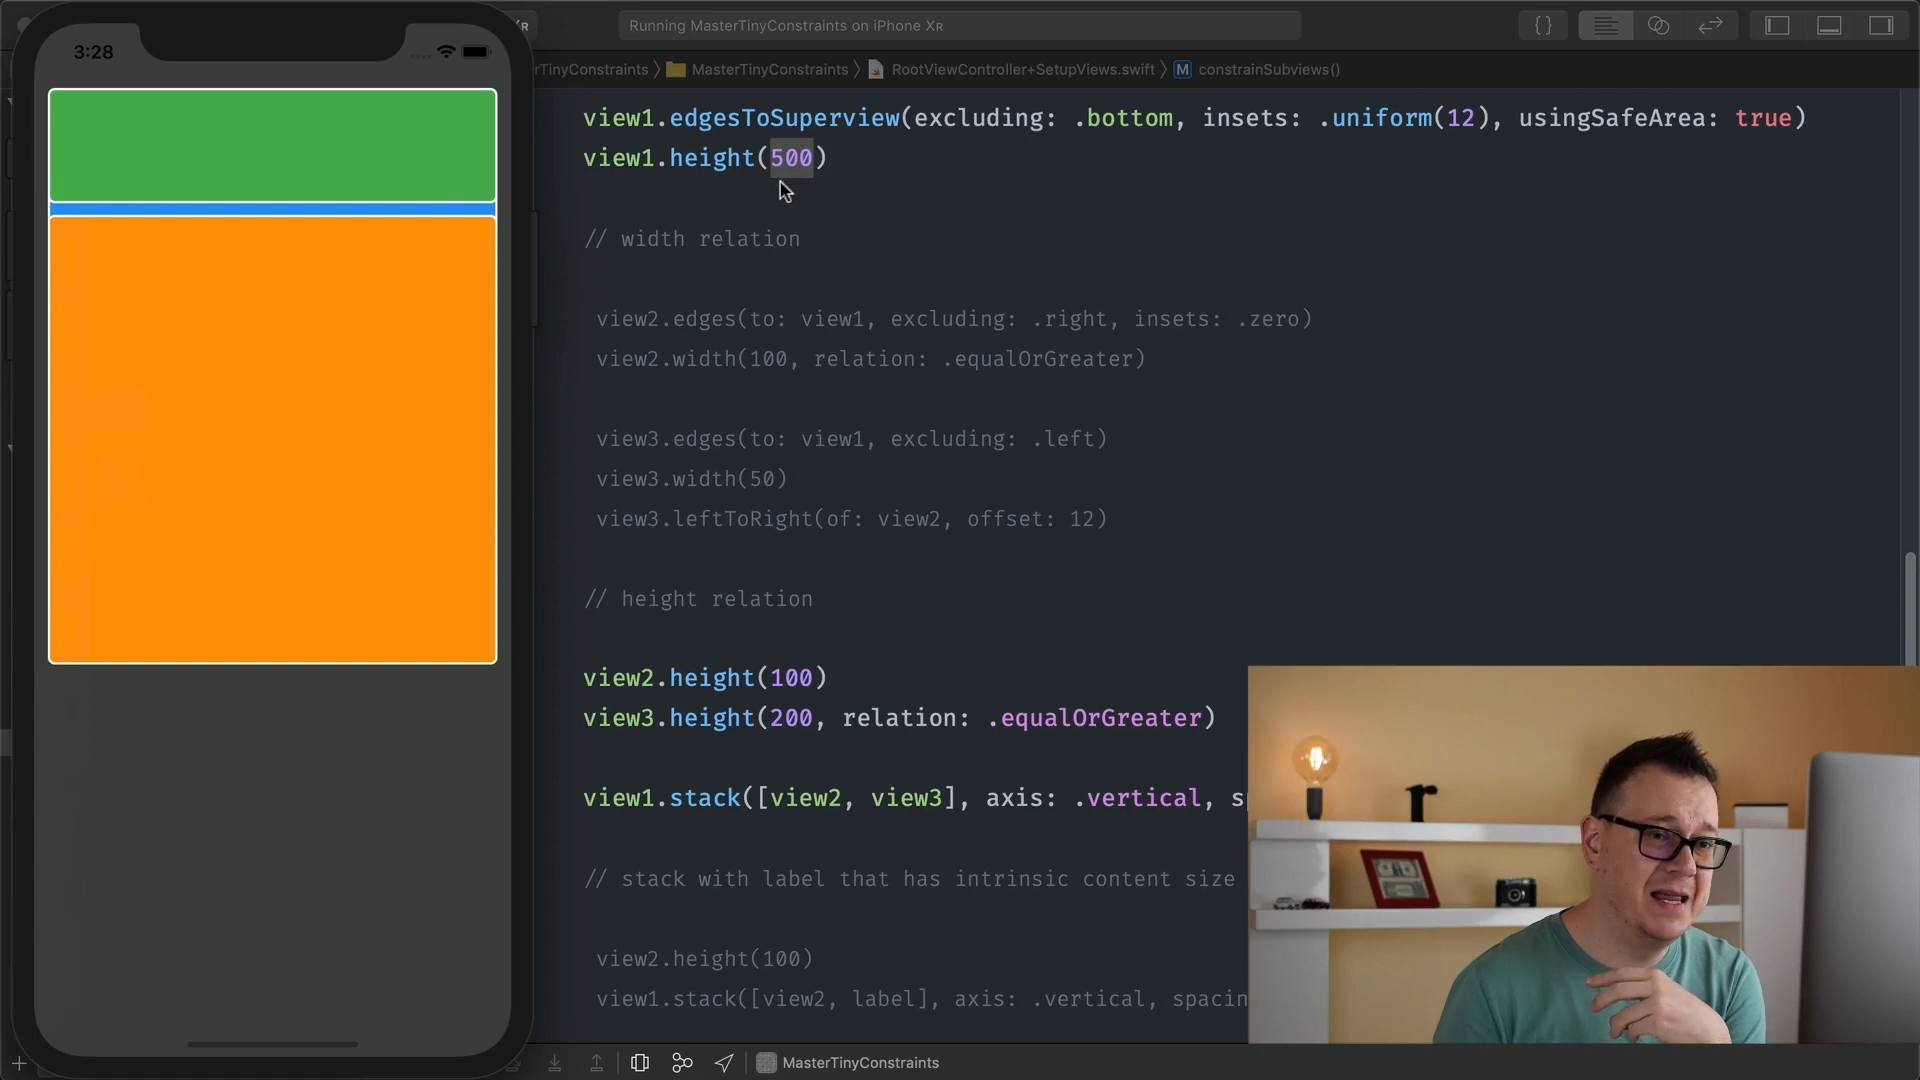 3:28
R
Running MasterTinyConstraints on iPhone XR
{ }
rTinyConstraints
MasterTinyConstraints
RootViewController+SetupViews.swift
M
constrainSubviews()
view1.edgesToSuperview(excluding: .bottom, insets: .uniform(12), usingSafeArea: true)
view1.height(500)
// width relation
view2.edges(to: view1, excluding: .right, insets: .zero)
view2.width(100, relation: .equalOrGreater)
view3.edges(to: view1, excluding: .left)
view3.width(50)
view3.leftToRight(of: view2, offset: 12)
// height relation
view2.height(100)
view3.height(200, relation: .equalOrGreater)
view1.stack([view2, view3], axis: .vertical, sp
// stack with label that has intrinsic content size
view2.height(100)
view1.stack([view2, label], axis: .vertical, spacin
MasterTinyConstraints